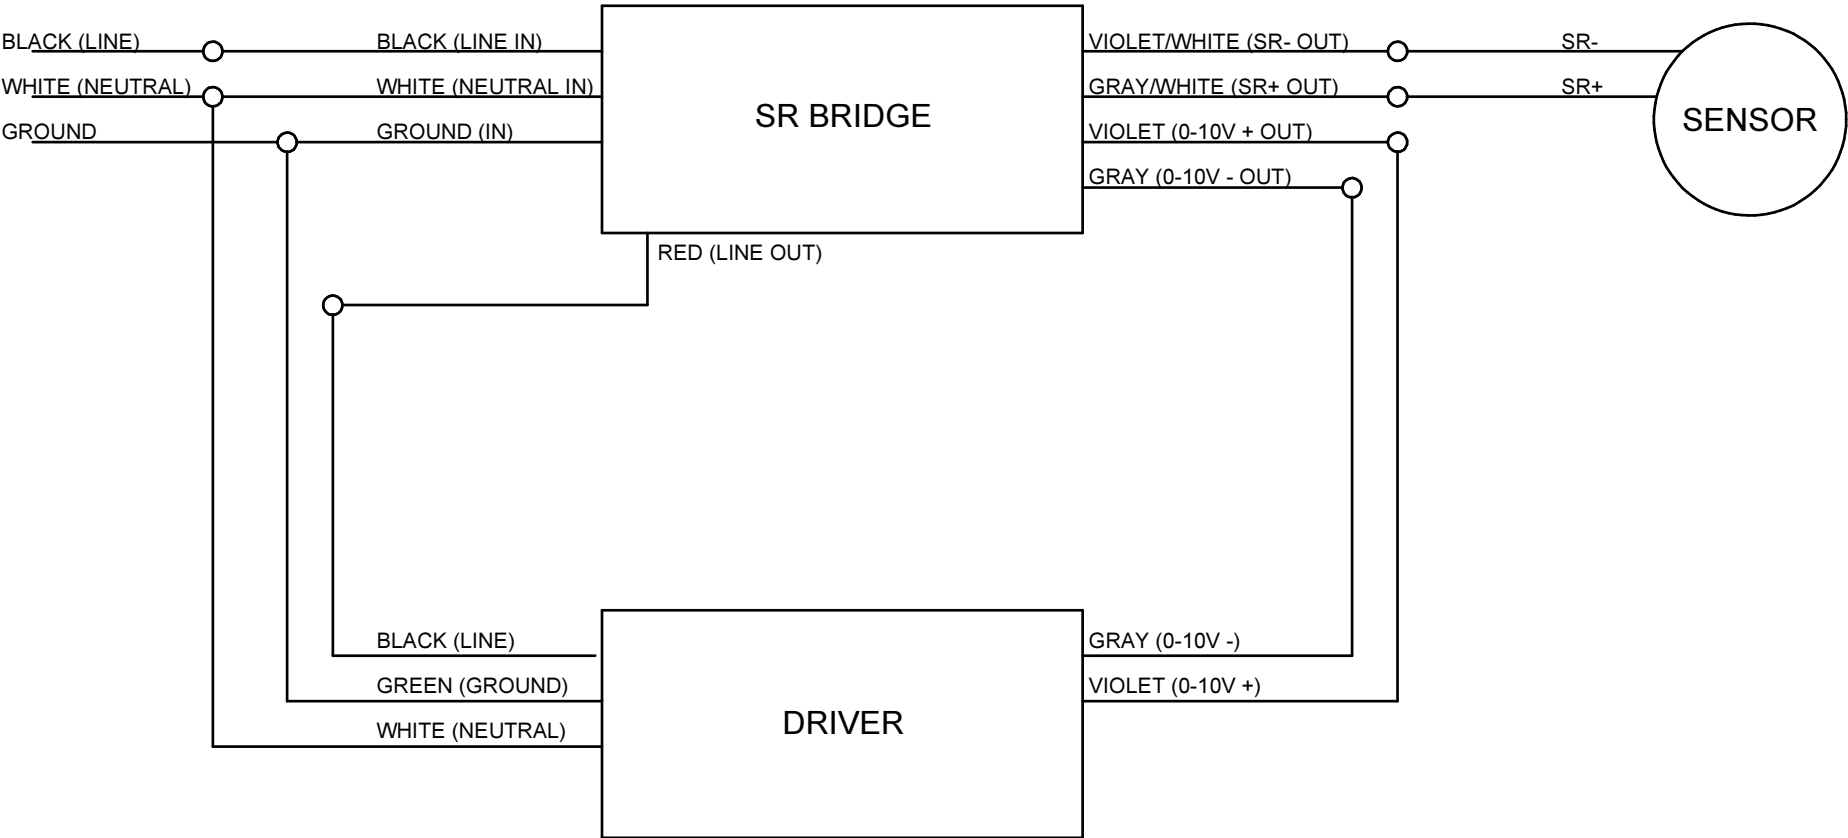 BLACK (LINE)
BLACK (LINE IN)
VIOLET/WHITE (SR- OUT)
SR-
WHITE (NEUTRAL)
WHITE (NEUTRAL IN)
GRAY/WHITE (SR+ OUT)
SR+
SR BRIDGE
SENSOR
GROUND
GROUND (IN)
VIOLET (0-10V + OUT)
GRAY (0-10V - OUT)
RED (LINE OUT)
BLACK (LINE)
GRAY (0-10V -)
GREEN (GROUND)
VIOLET (0-10V +)
DRIVER
WHITE (NEUTRAL)